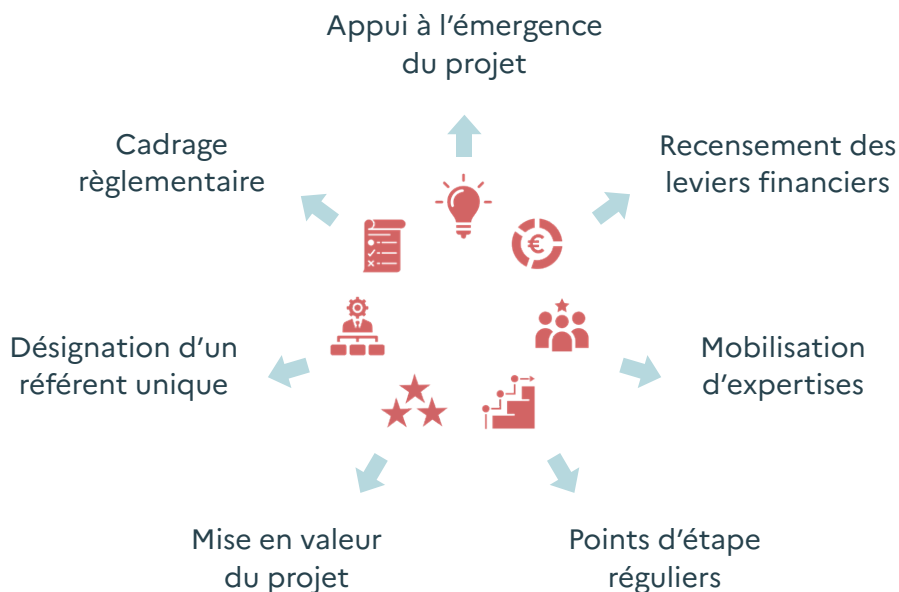 Appui à l’émergence
du projet
Cadrage
règlementaire
Recensement des
leviers financiers
Désignation d’un
référent unique
Mobilisation
d’expertises
Mise en valeur
du projet
Points d’étape
réguliers
€